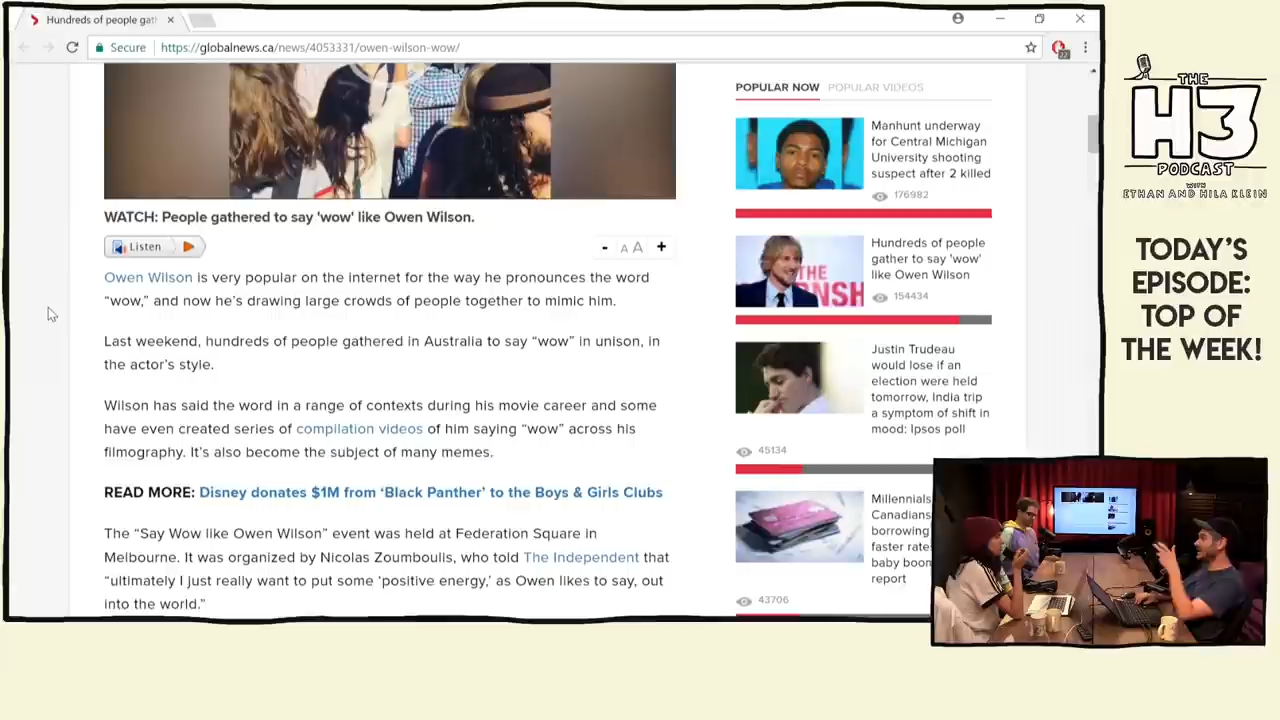 Hundreds of people gath
Secure
https://globalnews.ca/news/4053331/owen-wilson-wow/
WATCH: People gathered to say 'wow' like Owen Wilson.
Listen
- A A +
Owen Wilson is very popular on the internet for the way he pronounces the word
“wow,” and now he’s drawing large crowds of people together to mimic him.
Last weekend, hundreds of people gathered in Australia to say “wow” in unison, in
the actor’s style.
Wilson has said the word in a range of contexts during his movie career and some
have even created series of compilation videos of him saying “wow” across his
filmography. It’s also become the subject of many memes.
READ MORE: Disney donates $1M from ‘Black Panther’ to the Boys & Girls Clubs
The “Say Wow like Owen Wilson” event was held at Federation Square in
Melbourne. It was organized by Nicolas Zoumboulis, who told The Independent that
“ultimately I just really want to put some ‘positive energy,’ as Owen likes to say, out
into the world.”
POPULAR NOW POPULAR VIDEOS
Manhunt underway
for Central Michigan
University shooting
suspect after 2 killed
176982
THE
Hundreds of people
gather to say 'wow'
like Owen Wilson
154434
Justin Trudeau
would lose if an
election were held
tomorrow, India trip
a symptom of shift in
mood: Ipsos poll
45134
Millennials
Canadians
borrowing
faster rate
baby boom
report
43706
THE
H3
PODCAST
WITH
ETHAN AND HILA KLEIN
TODAY'S
EPISODE:
TOP OF
THE WEEK!